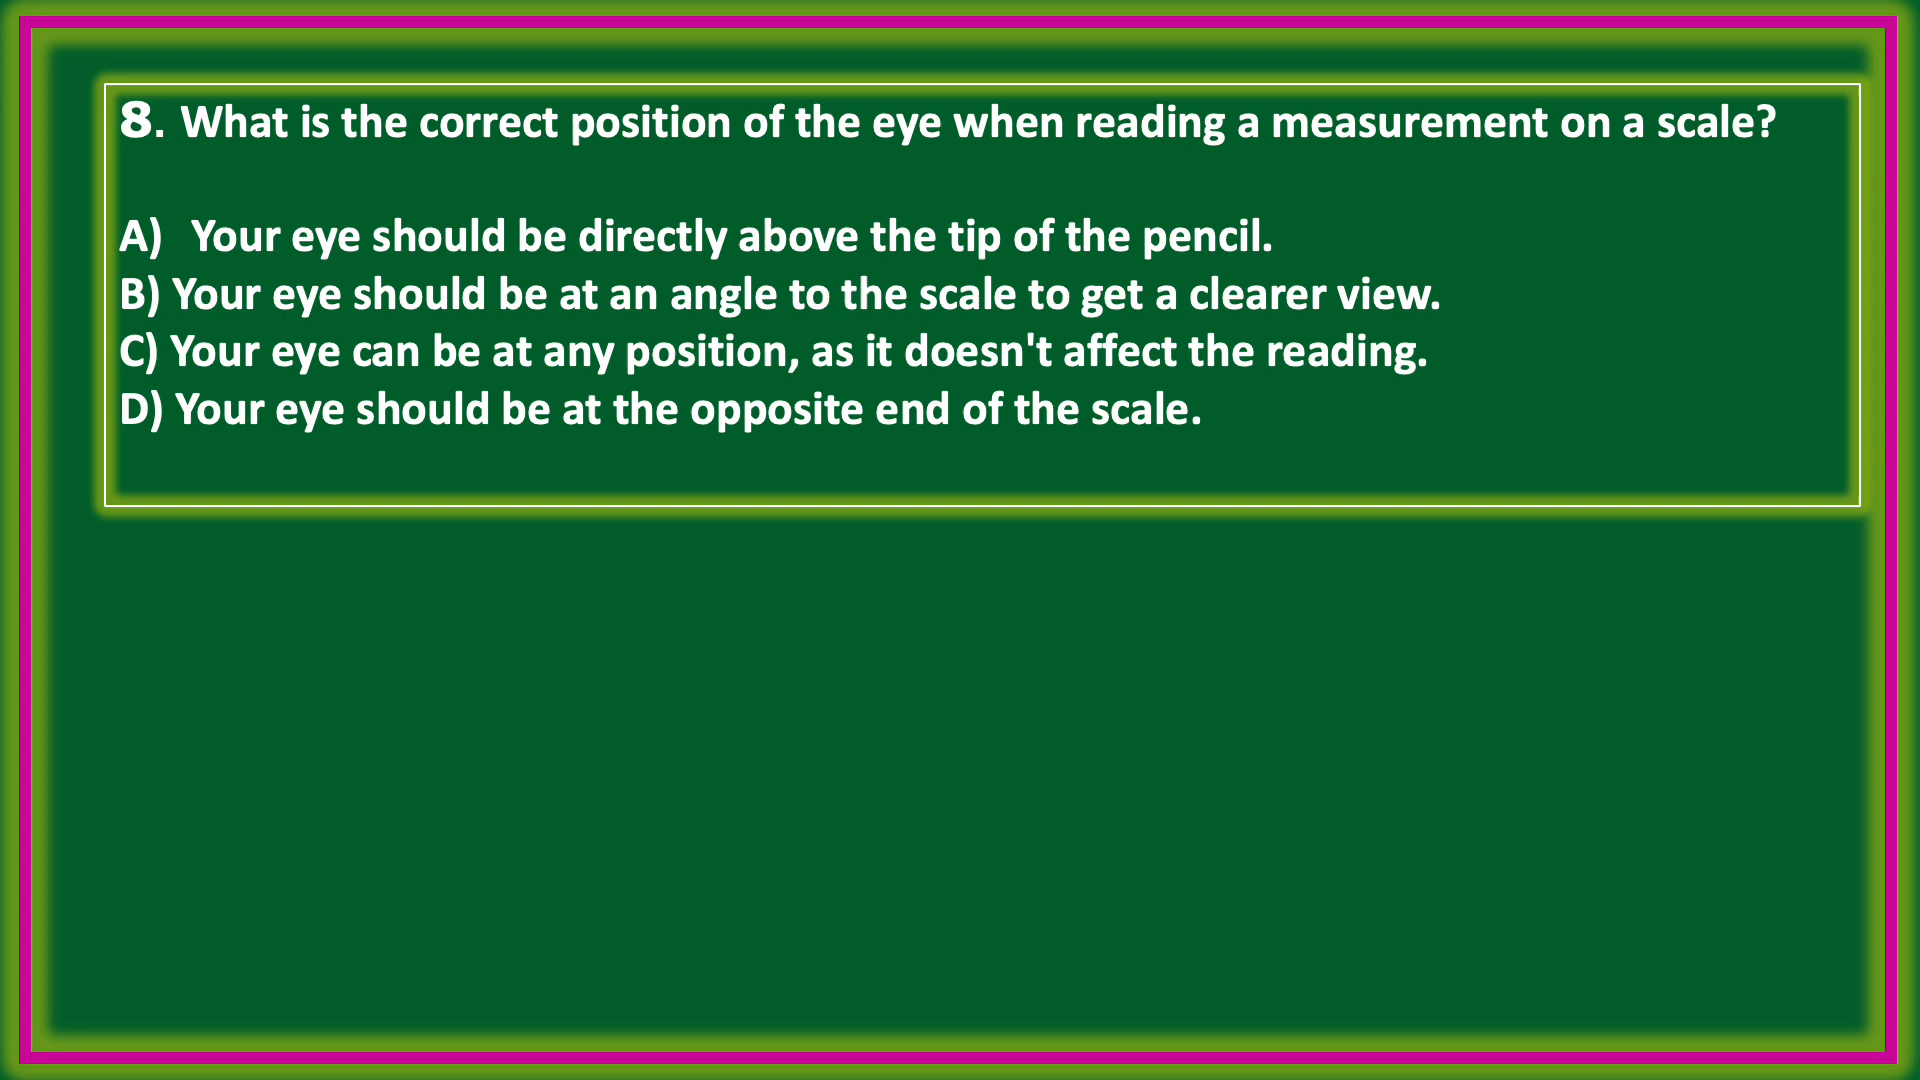 8. What is the correct position of the eye when reading a measurement on a scale?
A) Your eye should be directly above the tip of the pencil.
B) Your eye should be at an angle to the scale to get a clearer view.
C) Your eye can be at any position, as it doesn't affect the reading.
D) Your eye should be at the opposite end of the scale.